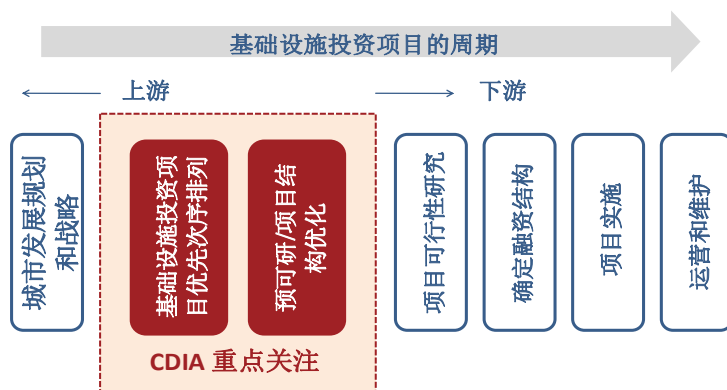 基础设施投资项目的周期
上游
下游
城市发展规划
和战略
基础设施投资项
目优先次序排列
预可研/项目结
构优化
项目可行性研究
确定融资结构
项目实施
运营和维护
CDIA 重点关注